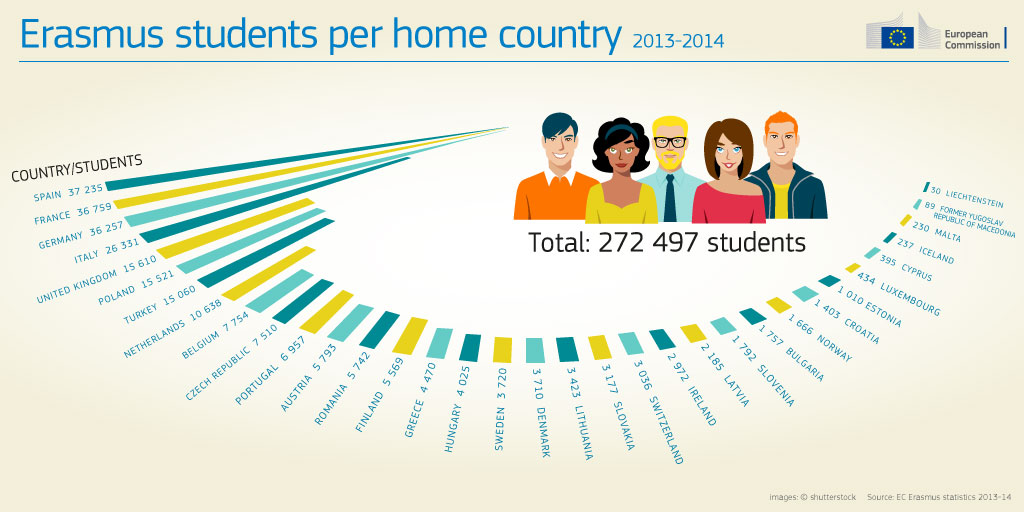 Erasmus students per home country 2013-2014
European
Commission
COUNTRY/STUDENTS
SPAIN 37 235
FRANCE 36 759
GERMANY 36 257
ITALY 26 331
UNITED KINGDOM 15 610
POLAND 15 521
TURKEY 15 060
NETHERLANDS 10 638
BELGIUM 7 754
CZECH REPUBLIC 7 510
PORTUGAL 6 957
AUSTRIA 5 793
ROMANIA 5 742
FINLAND 5 569
GREECE 4 470
HUNGARY 4 025
SWEDEN 3 720
3 710 DENMARK
3 423 LITHUANIA
3 177 SLOVAKIA
3 036 SWITZERLAND
2 972 IRELAND
2 185 LATVIA
1 792 SLOVENIA
1 757 BULGARIA
1 666 NORWAY
1 403 CROATIA
1 010 ESTONIA
434 LUXEMBOURG
395 CYPRUS
237 ICELAND
230 MALTA
89 FORMER YUGOSLAV
REPUBLIC OF MACEDONIA
30 LIECHTENSTEIN
Total: 272 497 students
images: © shutterstock Source: EC Erasmus statistics 2013-14